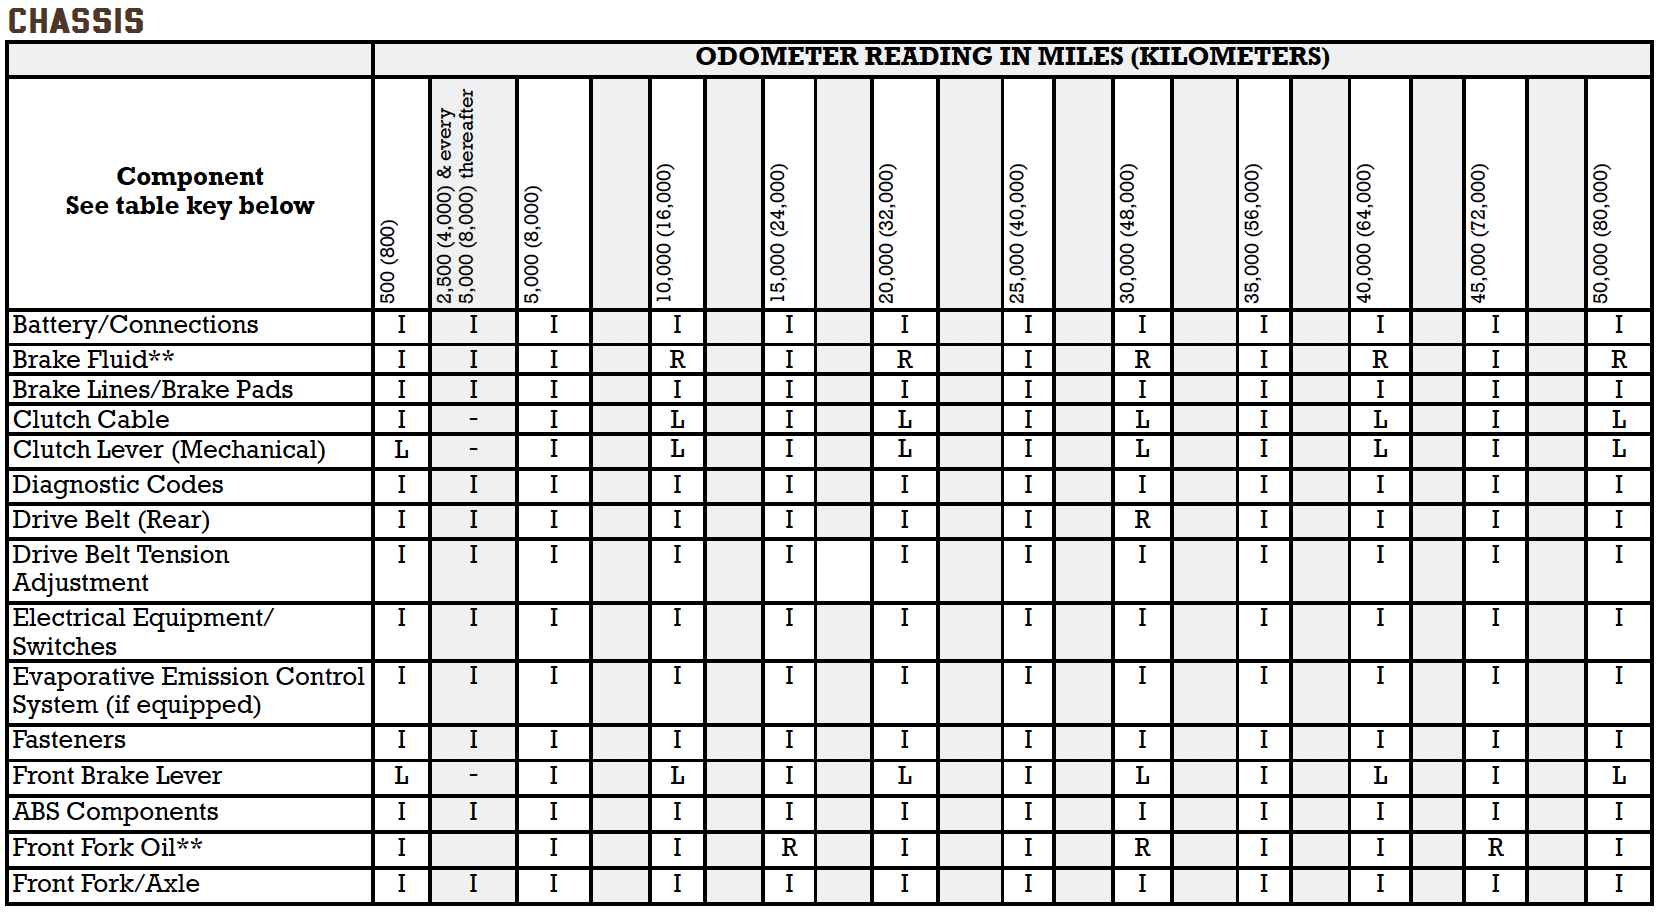 CHASSIS
ODOMETER READING IN MILES (KILOMETERS)
Component
See table key below
500 (800)
2,500 (4,000) & every
5,000 (8,000) thereafter
5,000 (8,000)
10,000 (16,000)
15,000 (24,000)
20,000 (32,000)
25,000 (40,000)
30,000 (48,000)
35,000 (56,000)
40,000 (64,000)
45,000 (72,000)
50,000 (80,000)
Battery/Connections I I I I I I I I I I I I
Brake Fluid** I I I R I R I R I R I R
Brake Lines/Brake Pads I I I I I I I I I I I I
Clutch Cable I - I L I L I L I L I L
Clutch Lever (Mechanical) L - I L I L I L I L I L
Diagnostic Codes I I I I I I I I I I I I
Drive Belt (Rear) I I I I I I I R I I I I
Drive Belt Tension I I I I I I I I I I I I
Adjustment
Electrical Equipment/ I I I I I I I I I I I I
Switches
Evaporative Emission Control I I I I I I I I I I I I
System (if equipped)
Fasteners I I I I I I I I I I I I
Front Brake Lever L - I L I L I L I L I L
ABS Components I I I I I I I I I I I I
Front Fork Oil** I I I R I I R I I R I
Front Fork/Axle I I I I I I I I I I I I